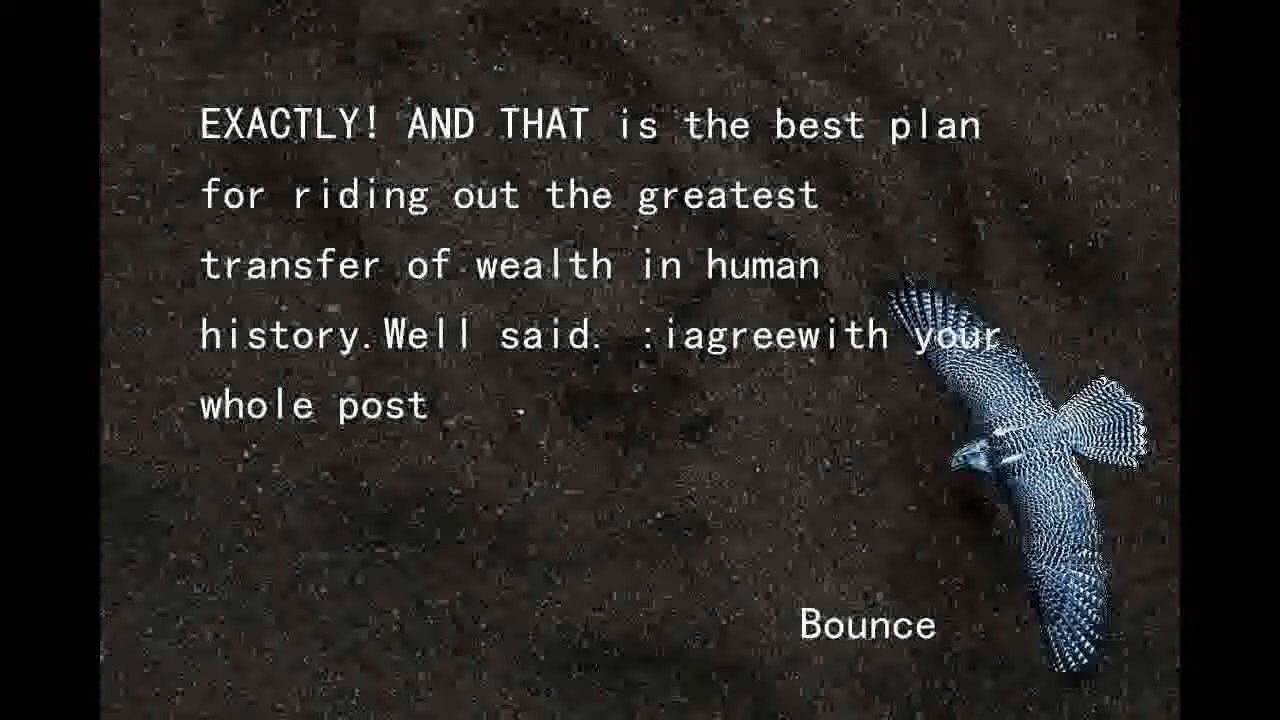 EXACTLY! AND THAT is the best plan
for riding out the greatest
transfer of wealth in human
history.Well said. :iagreewith your
whole post
Bounce